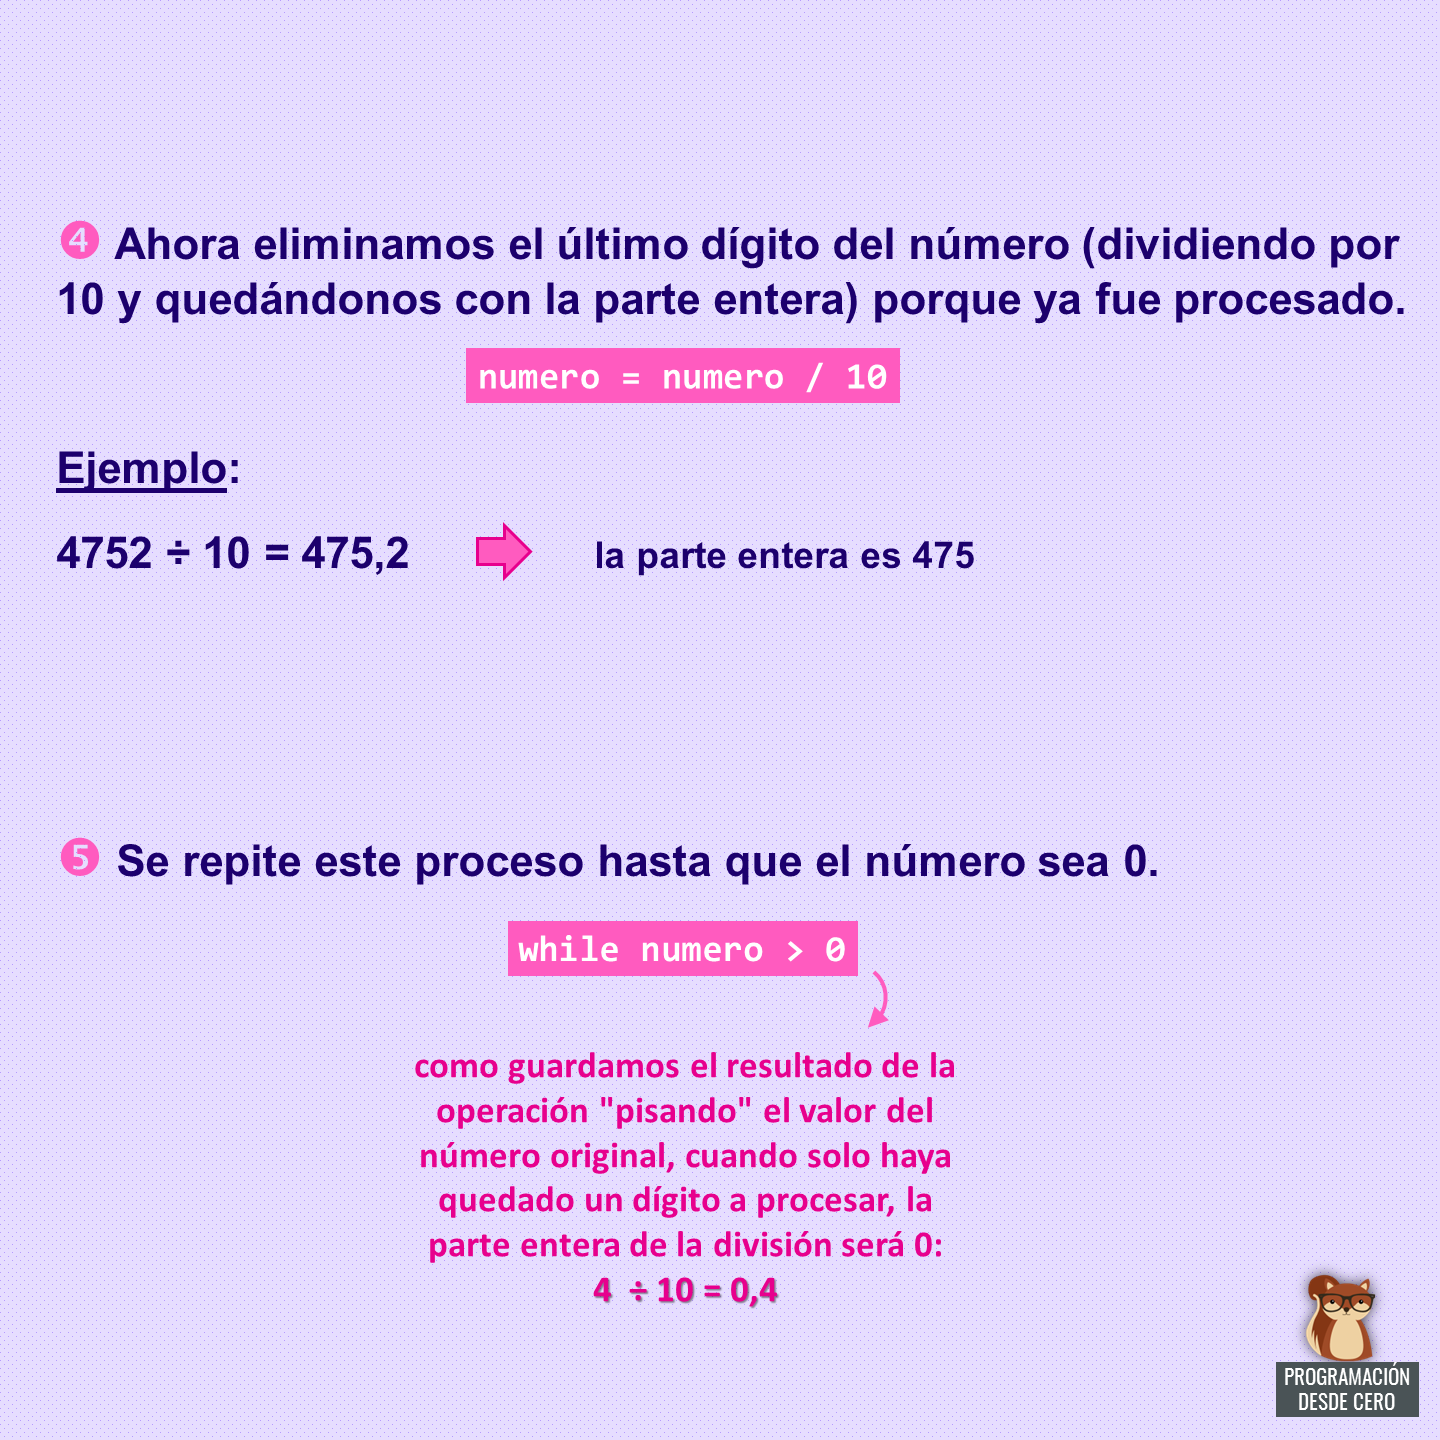 ❹ Ahora eliminamos el último dígito del número (dividiendo por
10 y quedándonos con la parte entera) porque ya fue procesado.
numero = numero / 10
Ejemplo:
4752 ÷ 10 = 475,2 la parte entera es 475
❺ Se repite este proceso hasta que el número sea 0.
while numero > 0
como guardamos el resultado de la
operación "pisando" el valor del
número original, cuando solo haya
quedado un dígito a procesar, la
parte entera de la división será 0:
4 ÷ 10 = 0,4
PROGRAMACIÓN
DESDE CERO